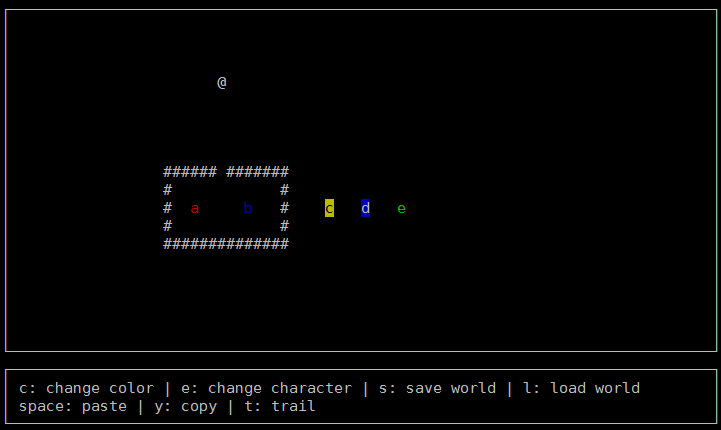 @
###### #######
#            #
#  a     b   #    c   d   e
#            #
##############
c: change color | e: change character | s: save world | l: load world
space: paste | y: copy | t: trail